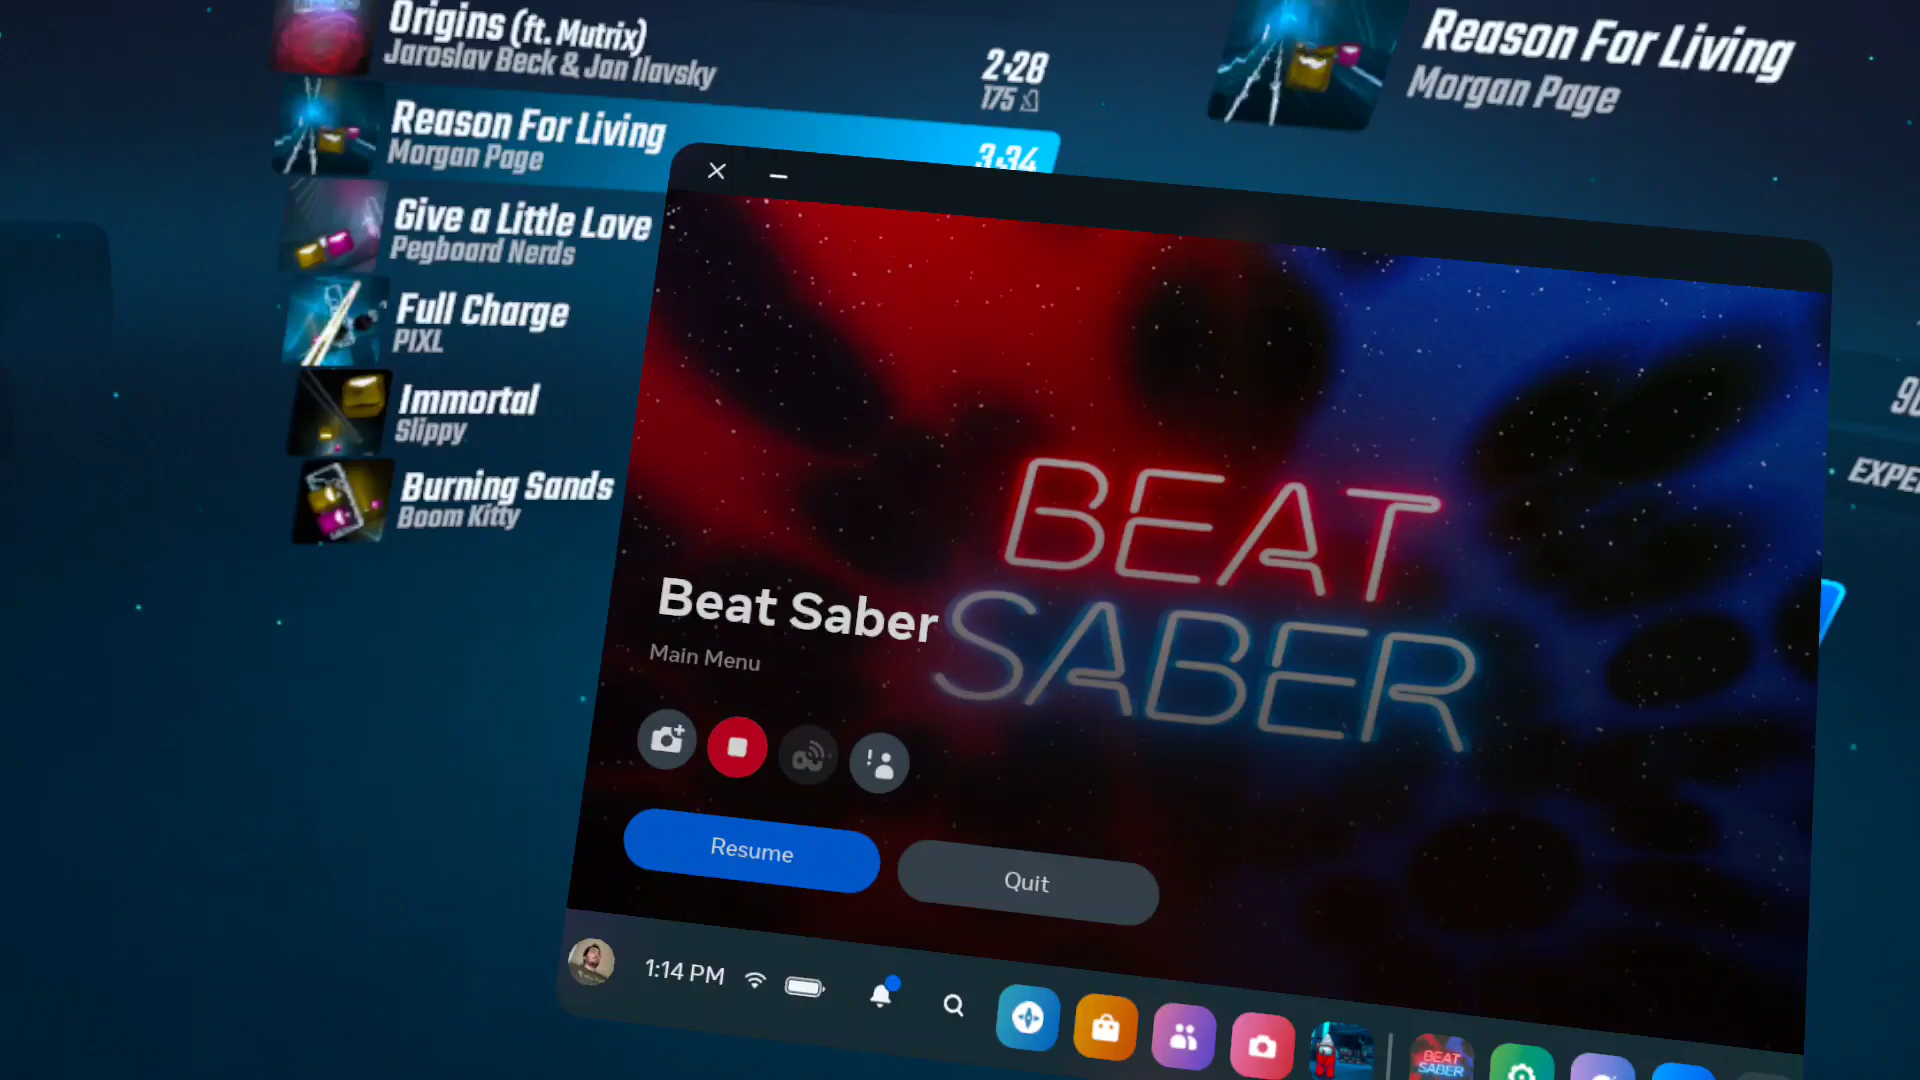 Origins (ft. Mutrix)
Jaroslav Beck & Jan Ilavsky
2:28
175
Reason For Living
Morgan Page
3:34
Give a Little Love
Pegboard Nerds
Full Charge
PIXL
Immortal
Slippy
Burning Sands
Boom Kitty
Reason For Living
Morgan Page
BEAT
SABER
Beat Saber
Main Menu
Resume
Quit
1:14 PM
BEAT
SABER